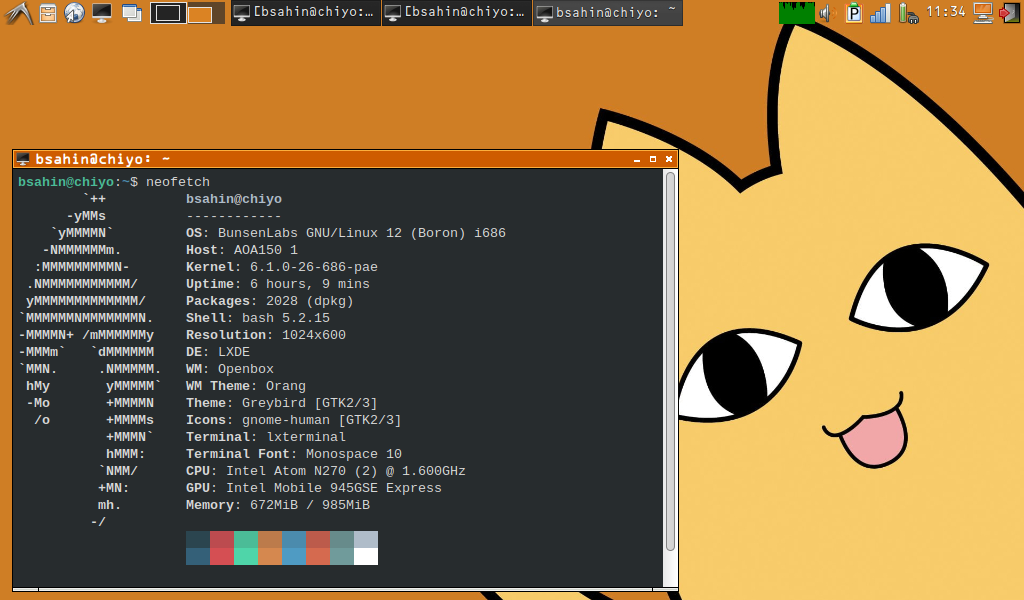 [bsahin@chiyo:... [bsahin@chiyo:... bsahin@chiyo: ~ P 11:34
bsahin@chiyo: ~
bsahin@chiyo:~$ neofetch
`++ bsahin@chiyo
-yMMs ------------
`yMMMMN` OS: BunsenLabs GNU/Linux 12 (Boron) i686
-NMMMMMMm. Host: AOA150 1
:MMMMMMMMMN- Kernel: 6.1.0-26-686-pae
.NMMMMMMMMMMM/ Uptime: 6 hours, 9 mins
yMMMMMMMMMMMMM/ Packages: 2028 (dpkg)
`MMMMMMNMMMMMMMN. Shell: bash 5.2.15
-MMMMN+ /mMMMMMMy Resolution: 1024x600
-MMMm` `dMMMMMM DE: LXDE
`MMN. .NMMMMM. WM: Openbox
hMy yMMMMM` WM Theme: Orang
-Mo +MMMMN Theme: Greybird [GTK2/3]
/o +MMMMs Icons: gnome-human [GTK2/3]
+MMMN` Terminal: lxterminal
hMMM: Terminal Font: Monospace 10
`NMM/ CPU: Intel Atom N270 (2) @ 1.600GHz
+MN: GPU: Intel Mobile 945GSE Express
mh. Memory: 672MiB / 985MiB
-/